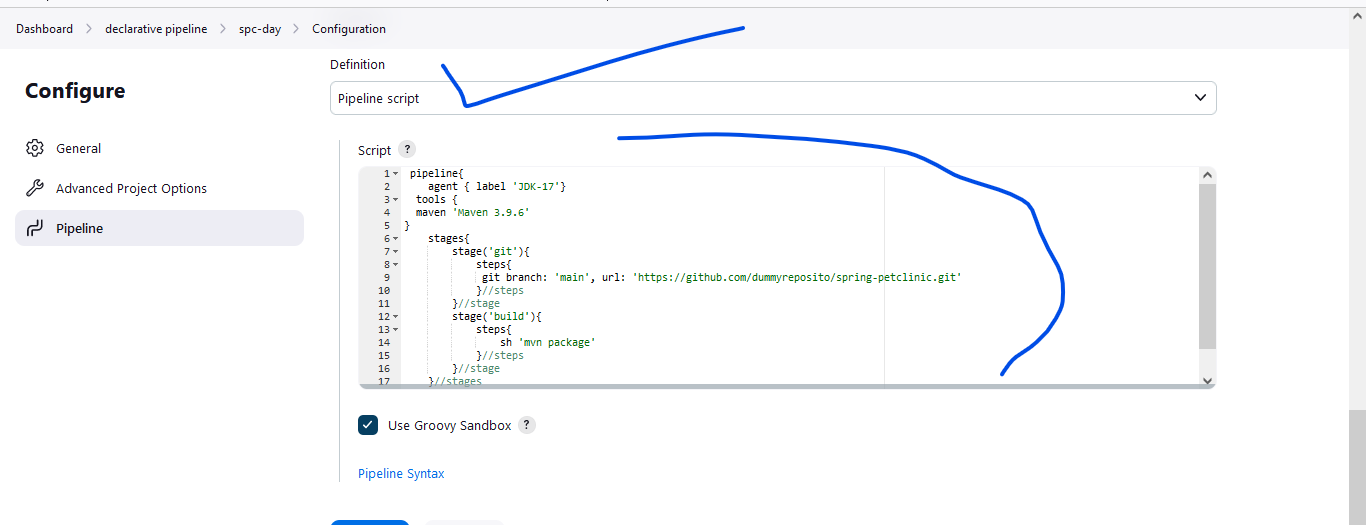 Dashboard > declarative pipeline > spc-day > Configuration
Configure
General
Advanced Project Options
Pipeline
Definition
Pipeline script
Script ?
1 pipeline{
2 agent { label 'JDK-17'}
3 tools {
4 maven 'Maven 3.9.6'
5 }
6 stages{
7 stage('git'){
8 steps{
9 git branch: 'main', url: 'https://github.com/dummyreposito/spring-petclinic.git'
10 }//steps
11 }//stage
12 stage('build'){
13 steps{
14 sh 'mvn package'
15 }//steps
16 }//stage
17 }//stages
Use Groovy Sandbox ?
Pipeline Syntax